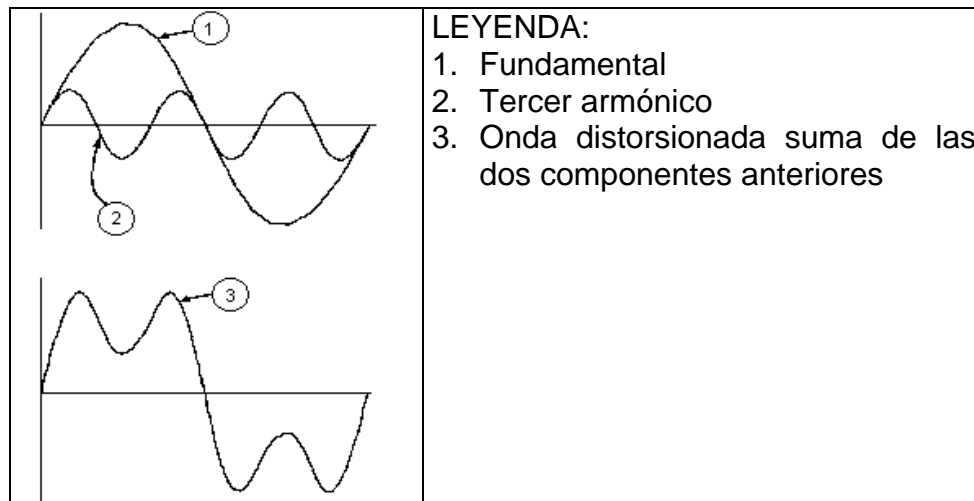 1
2
3
LEYENDA:
1. Fundamental
2. Tercer armónico
3. Onda distorsionada suma de las
dos componentes anteriores